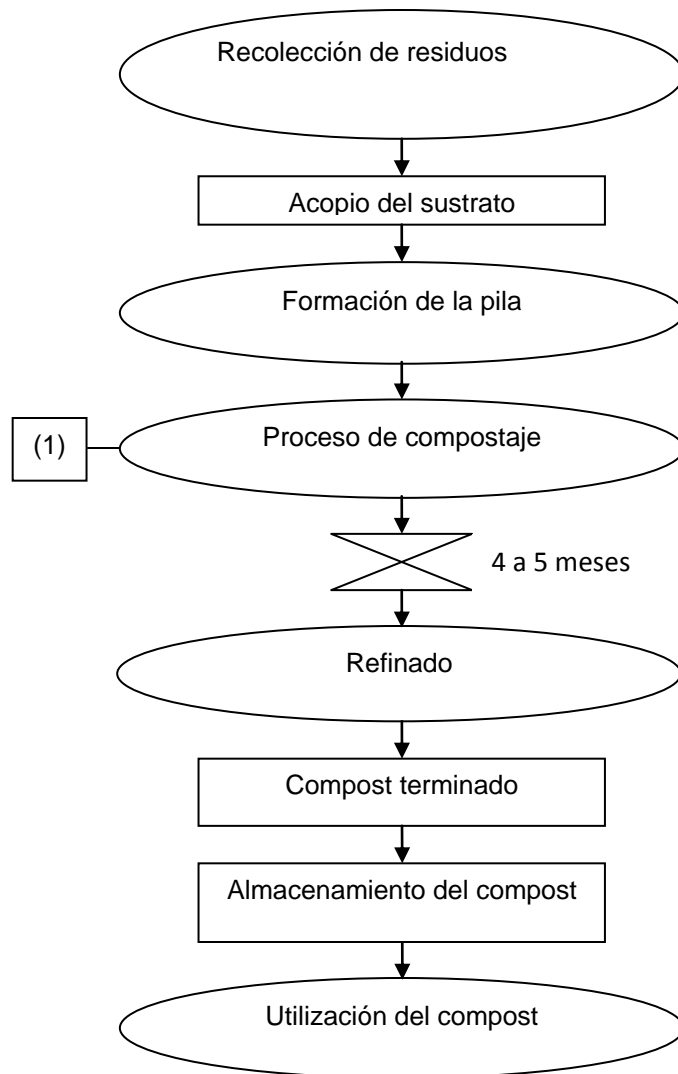 Recolección de residuos
Acopio del sustrato
Formación de la pila
(1)
Proceso de compostaje
4 a 5 meses
Refinado
Compost terminado
Almacenamiento del compost
Utilización del compost